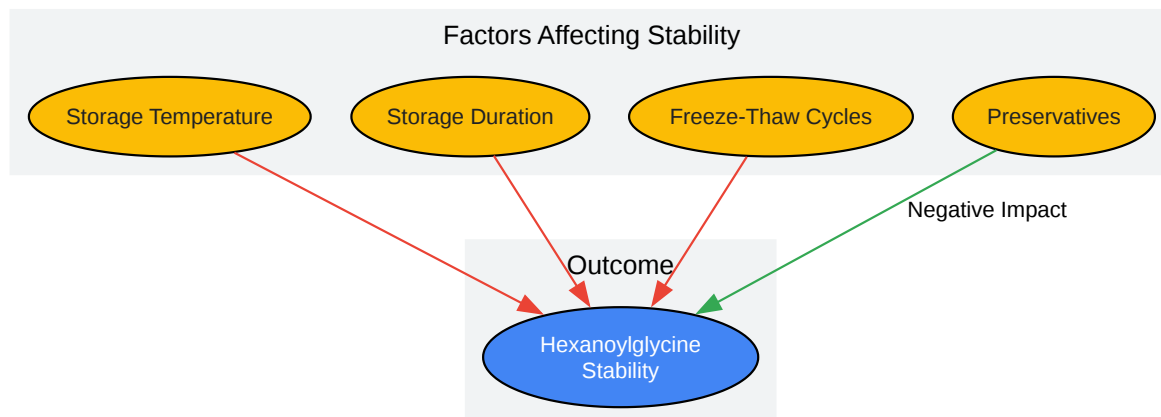 Factors Affecting Stability
Storage Temperature
Storage Duration
Freeze-Thaw Cycles
Preservatives
Negative Impact
Outcome
Hexanoylglycine
Stability